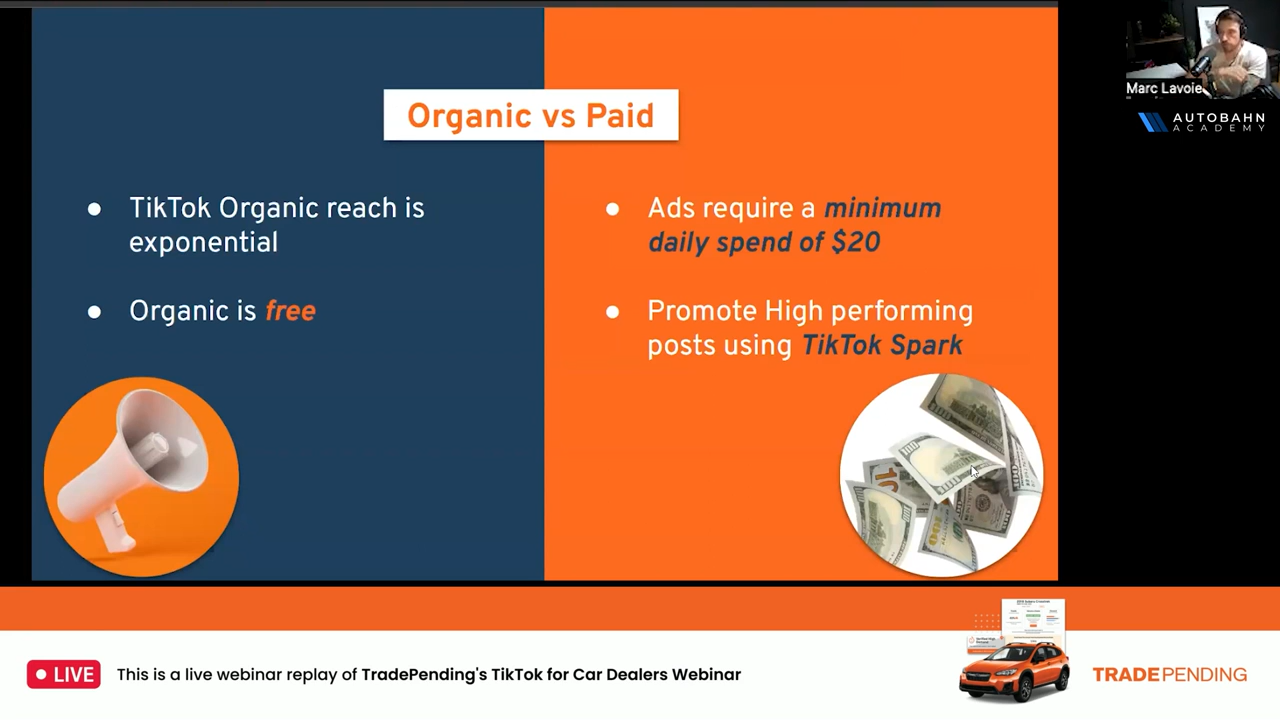 Organic vs Paid
● TikTok Organic reach is
exponential
● Organic is free
● Ads require a minimum
daily spend of $20
● Promote High performing
posts using TikTok Spark
Marc Lavoie
AUTOBAHN
ACADEMY
LIVE
This is a live webinar replay of TradePending's TikTok for Car Dealers Webinar
TRADEPENDING